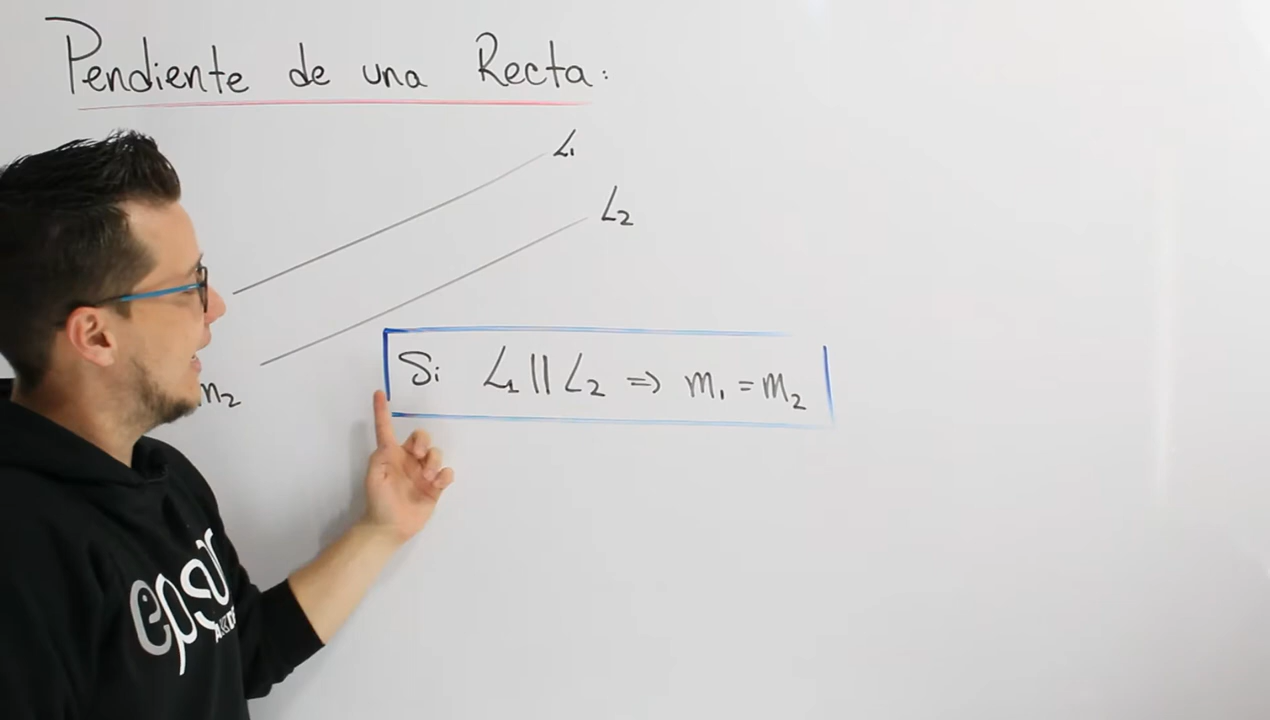 Pendiente de una Recta:
L1
L2
m2
Si L1 || L2 => m1 = m2